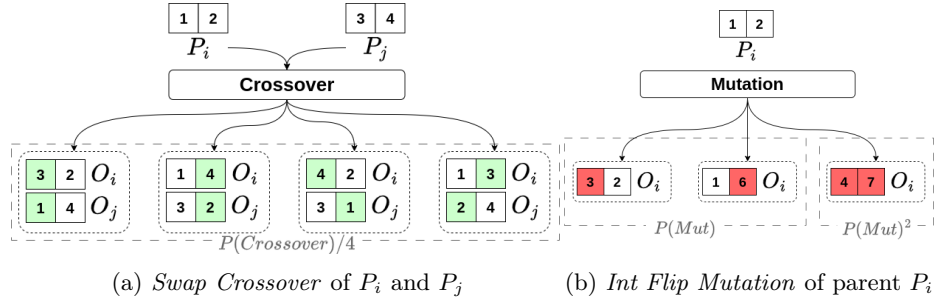 1 2
P_i
3 4
P_j
Crossover
3 2 O_i
1 4 O_j
1 4 O_i
3 2 O_j
4 2 O_i
3 1 O_j
1 3 O_i
2 4 O_j
P(Crossover)/4
(a) Swap Crossover of P_i and P_j
1 2
P_i
Mutation
3 2 O_i
1 6 O_i
4 7 O_i
P(Mut)
P(Mut)^2
(b) Int Flip Mutation of parent P_i